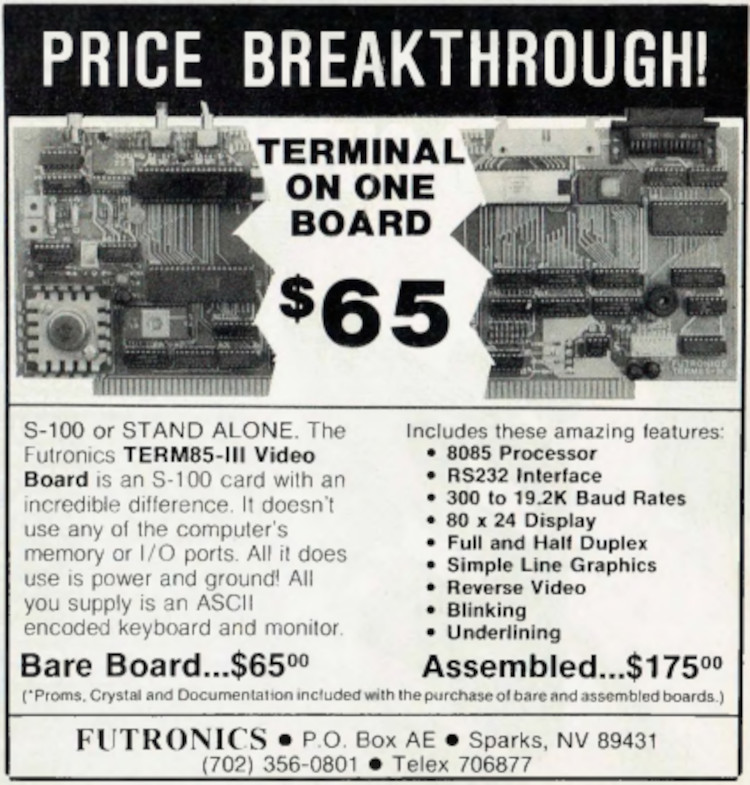 PRICE BREAKTHROUGH!
TERMINAL
ON ONE
BOARD
$65
FUTRONICS
S-100 or STAND ALONE. The
Futronics TERM85-III Video
Board is an S-100 card with an
incredible difference. It doesn't
use any of the computer's
memory or I/O ports. All it does
use is power and ground! All
you supply is an ASCII
encoded keyboard and monitor.
Includes these amazing features:
• 8085 Processor
• RS232 Interface
• 300 to 19.2K Baud Rates
• 80 x 24 Display
• Full and Half Duplex
• Simple Line Graphics
• Reverse Video
• Blinking
• Underlining
Bare Board...$65⁰⁰
Assembled...$175⁰⁰
(*Proms, Crystal and Documentation included with the purchase of bare and assembled boards.)
FUTRONICS • P.O. Box AE • Sparks, NV 89431
(702) 356-0801 • Telex 706877